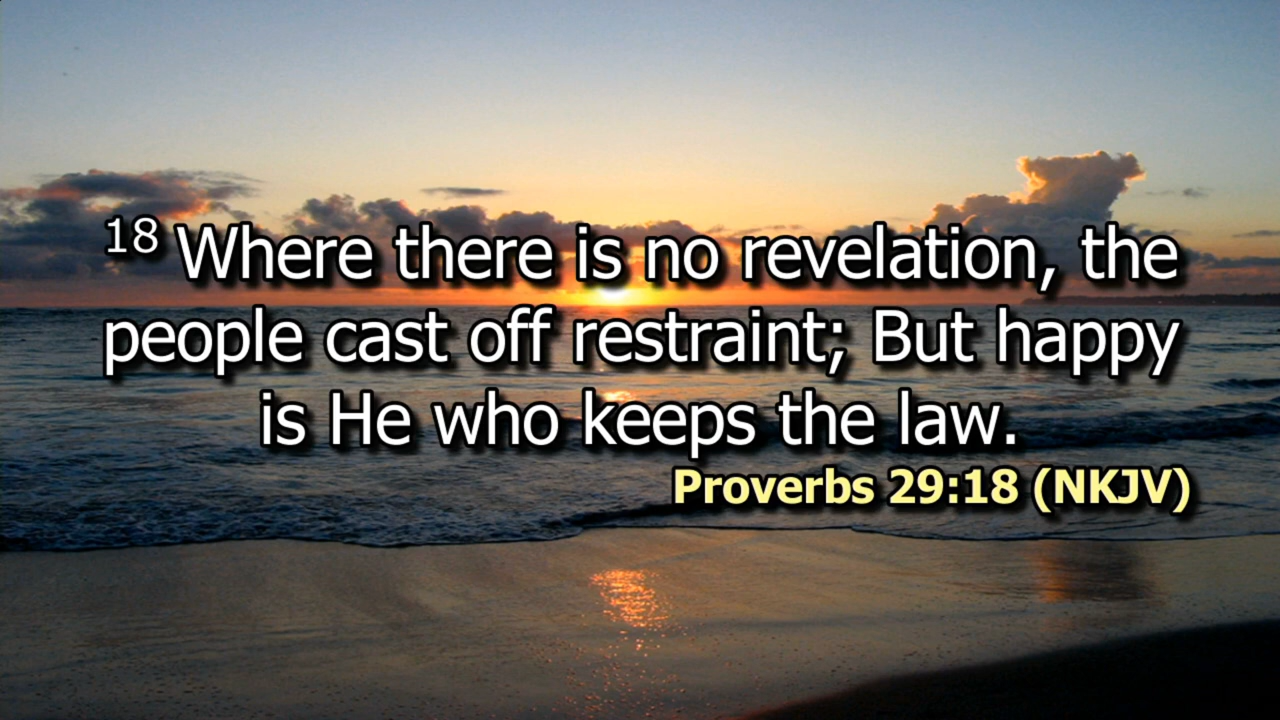 18 Where there is no revelation, the
people cast off restraint; But happy
is He who keeps the law.
Proverbs 29:18 (NKJV)